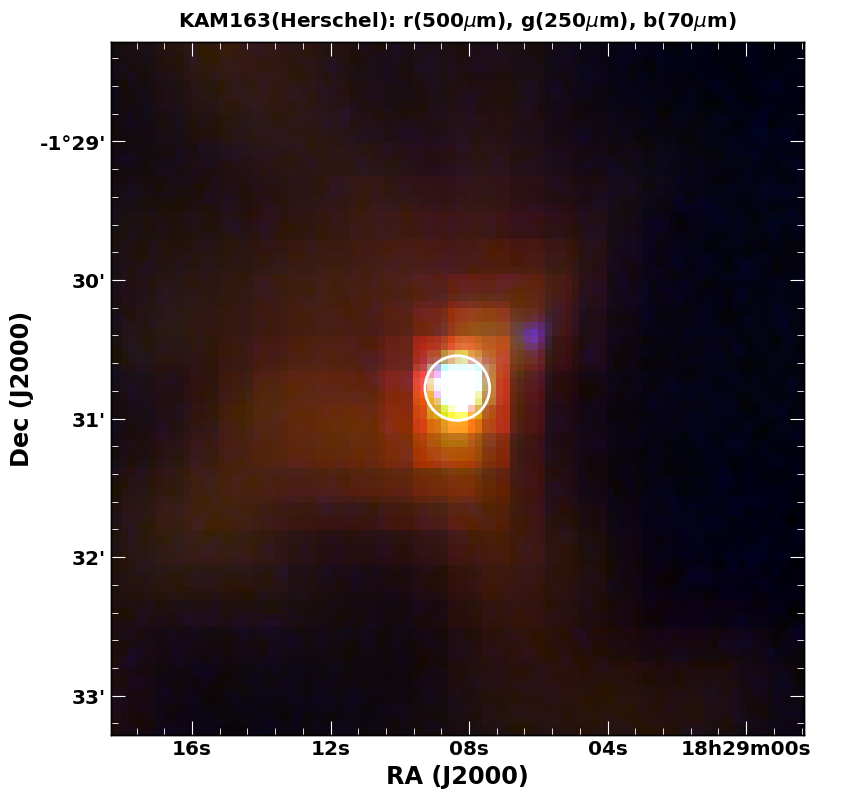 KAM163(Herschel): r(500μm), g(250μm), b(70μm)
-1°29'
30'
31'
32'
33'
Dec (J2000)
16s 12s 08s 04s 18h29m00s
RA (J2000)